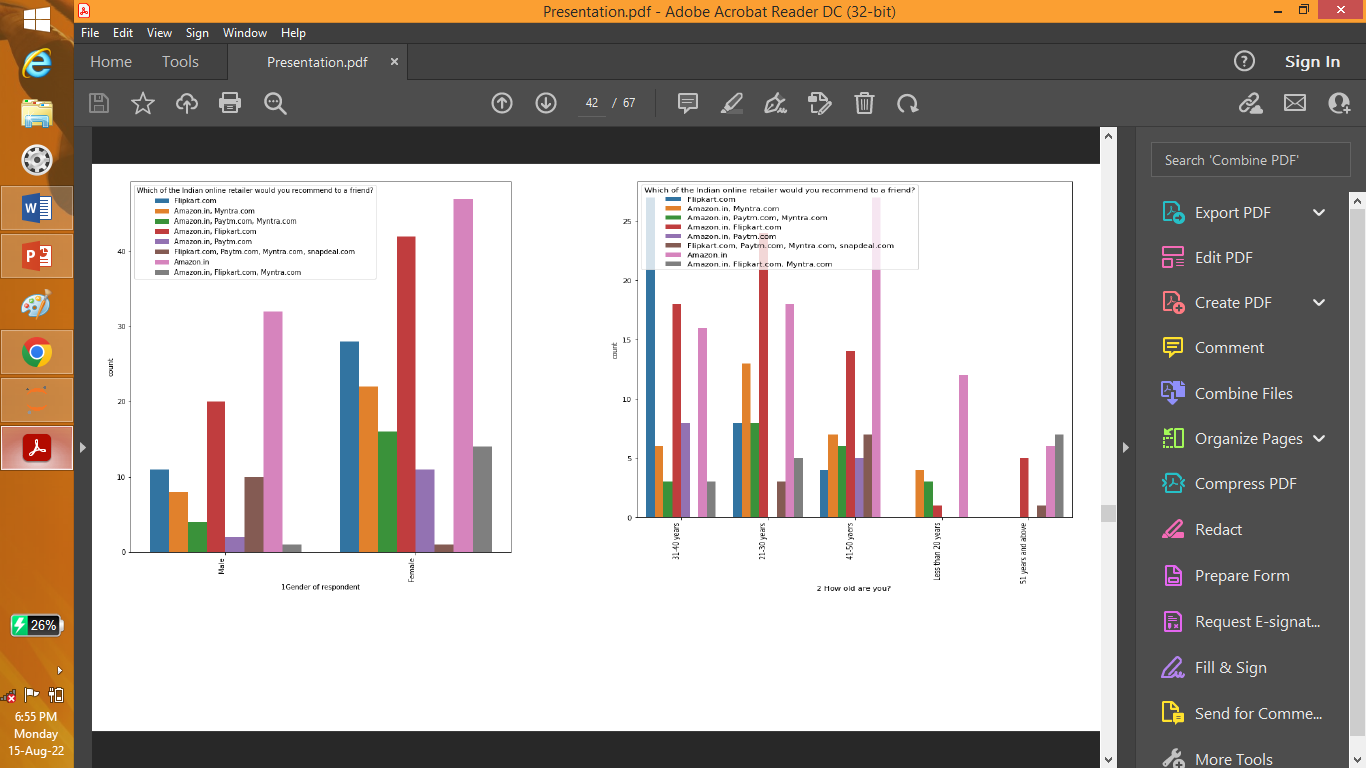 Presentation.pdf - Adobe Acrobat Reader DC (32-bit)
File Edit View Sign Window Help
Home Tools Presentation.pdf × ? Sign In
42 / 67
Which of the Indian online retailer would you recommend to a friend?
Flipkart.com
Amazon.in, Myntra.com
Amazon.in, Paytm.com, Myntra.com
Amazon.in, Flipkart.com
Amazon.in, Paytm.com
Flipkart.com, Paytm.com, Myntra.com, snapdeal.com
Amazon.in
Amazon.in, Flipkart.com, Myntra.com
40
30
20
10
0
count
Male
Female
1Gender of respondent
Which of the Indian online retailer would you recommend to a friend?
Flipkart.com
Amazon.in, Myntra.com
Amazon.in, Paytm.com, Myntra.com
Amazon.in, Flipkart.com
Amazon.in, Paytm.com
Flipkart.com, Paytm.com, Myntra.com, snapdeal.com
Amazon.in
Amazon.in, Flipkart.com, Myntra.com
25
20
15
10
5
0
count
31-40 years
21-30 years
41-50 yaers
Less than 20 years
51 years and above
2 How old are you?
Search 'Combine PDF'
Export PDF
Edit PDF
Create PDF
Comment
Combine Files
Organize Pages
Compress PDF
Redact
Prepare Form
Request E-signat...
Fill & Sign
Send for Comme...
More Tools
W
P
26%
6:55 PM
Monday
15-Aug-22